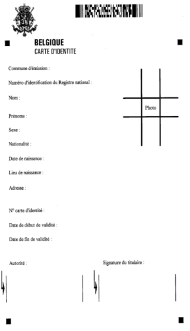 BELGIQUE
CARTE D'IDENTITE
Commune d'émission :
Numéro d'identification du Registre national :
Nom :
Photo
Prénoms :
Sexe :
Nationalité :
Date de naissance :
Lieu de naissance :
Adresse :
N° carte d'identité :
Date de début de validité :
Date de fin de validité :
Autorité :
Signature du titulaire :